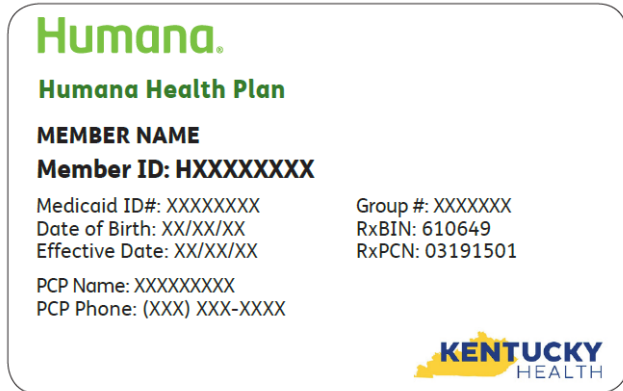 Humana.
Humana Health Plan
MEMBER NAME
Member ID: HXXXXXXXX
Medicaid ID#: XXXXXXXX
Date of Birth: XX/XX/XX
Effective Date: XX/XX/XX
PCP Name: XXXXXXXXX
PCP Phone: (XXX) XXX-XXXX
Group #: XXXXXXX
RxBIN: 610649
RxPCN: 03191501
KENTUCKY
HEALTH